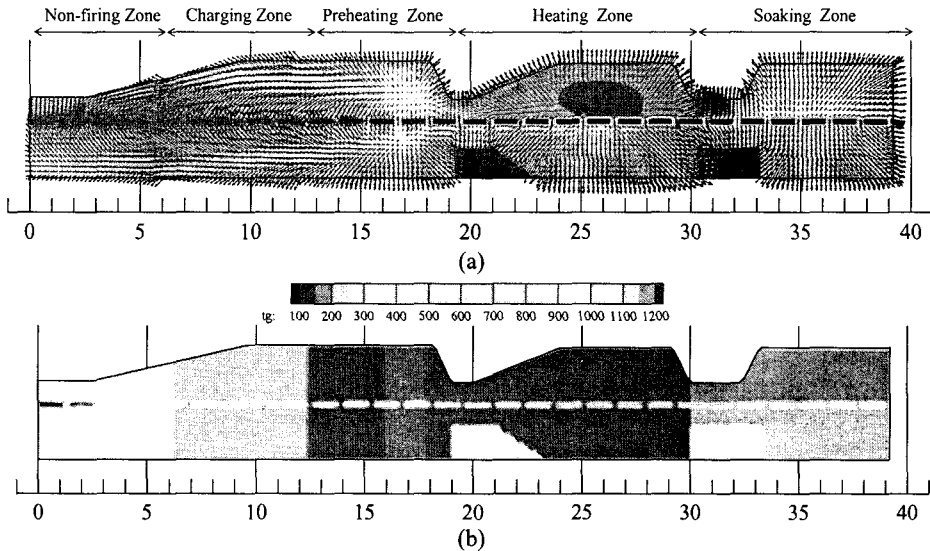 Non-firing Zone Charging Zone Preheating Zone Heating Zone Soaking Zone
0 5 10 15 20 25 30 35 40
(a)
tg: 100 200 300 400 500 600 700 800 900 1000 1100 1200
0 5 10 15 20 25 30 35 40
(b)